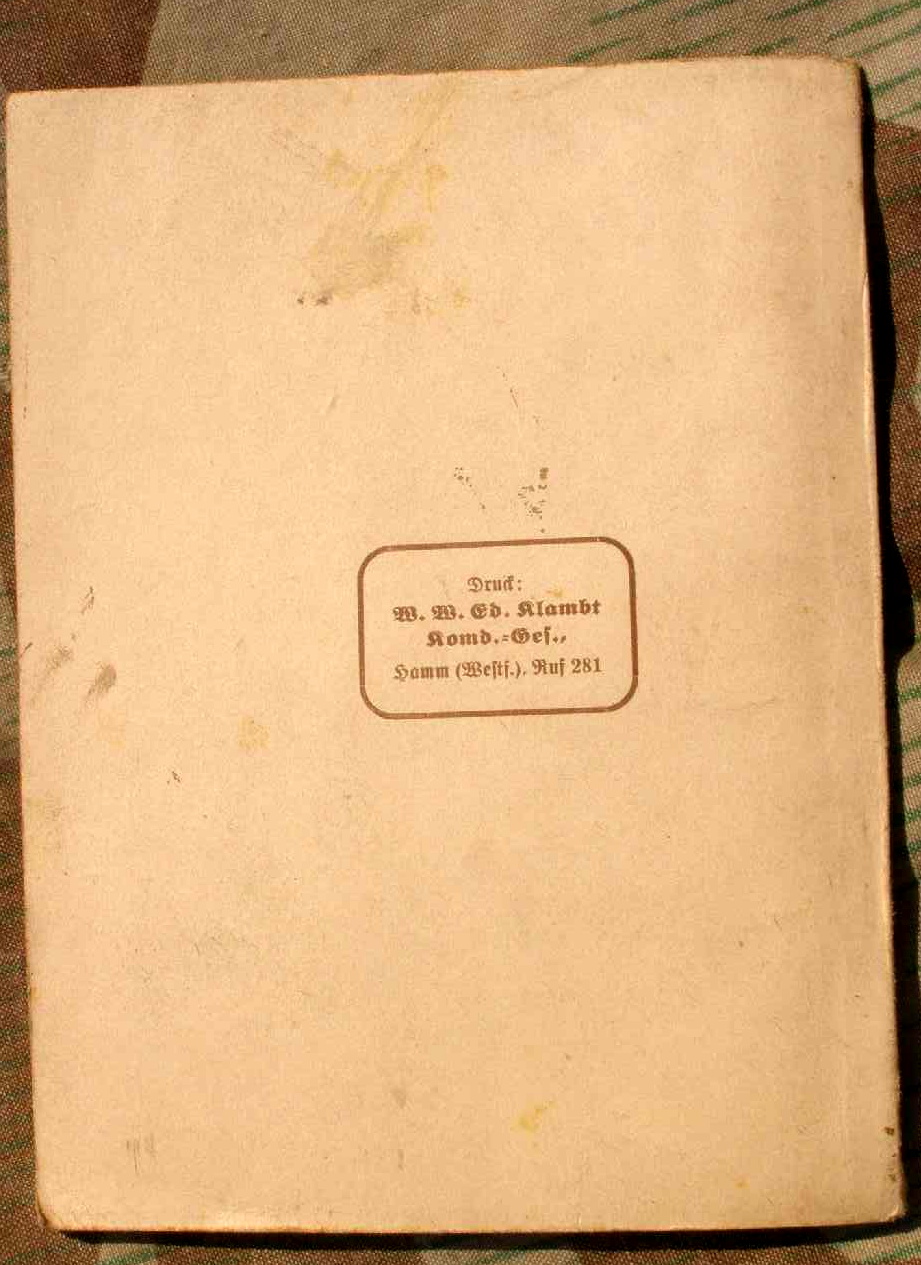 Druck:
W. W. Ed. Klambt
Komd.-Ges.,
Hamm (Westf.). Ruf 281